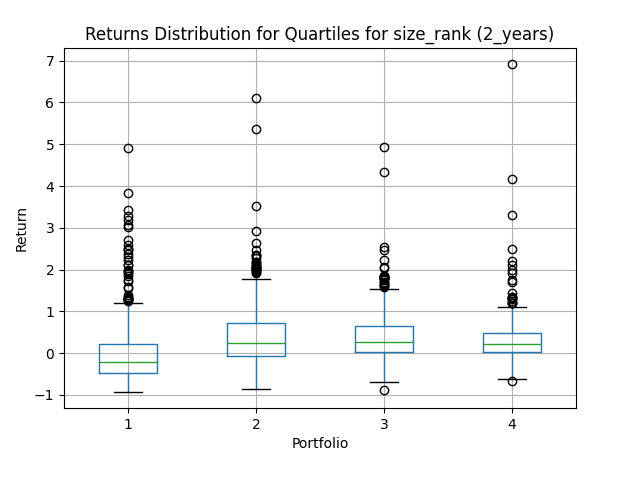 Returns Distribution for Quartiles for size_rank (2_years)
7
6
5
4
3
2
1
0
−1
Return
1 2 3 4
Portfolio